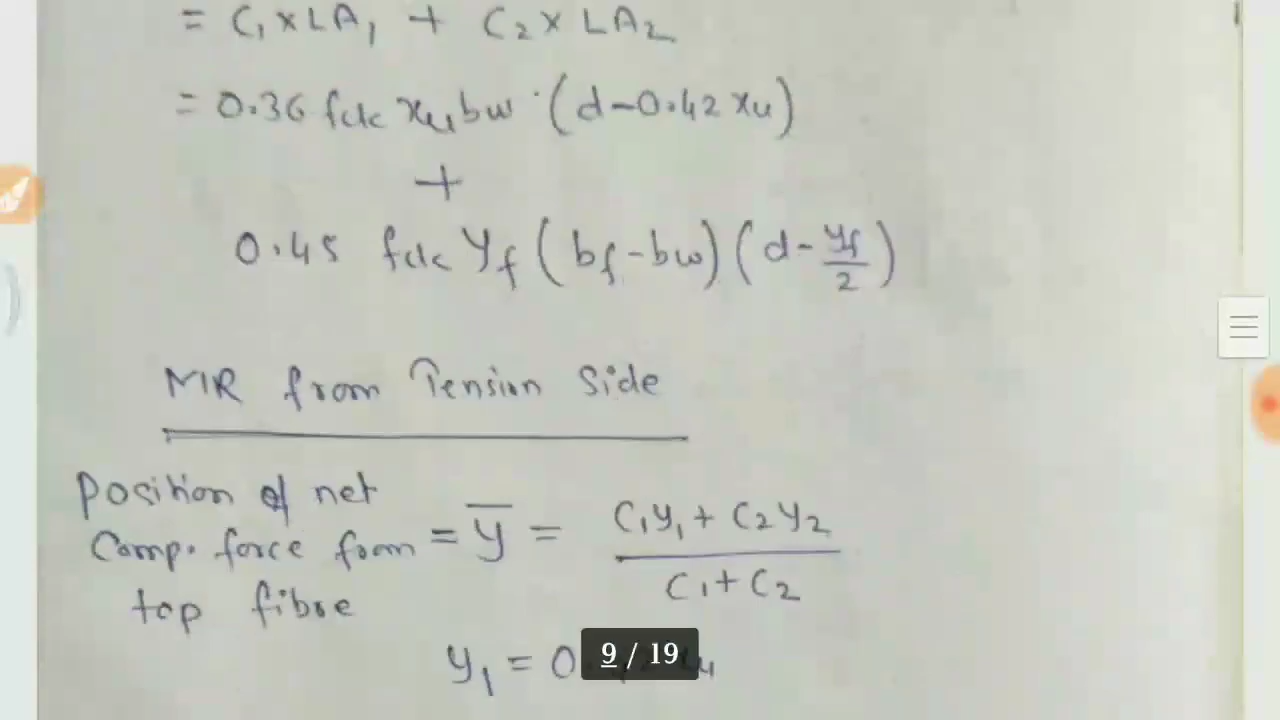 = C₁ x LA₁ + C₂ x LA₂
= 0.36 fck xu bw · (d - 0.42 xu)
+
0.45 fck yf (bf - bw) (d - yf/2)
MR from Tension Side
Position of net
Comp. force from = ȳ = (C₁y₁ + C₂y₂) / (C₁ + C₂)
top fibre
y₁ = 0.
9 / 19